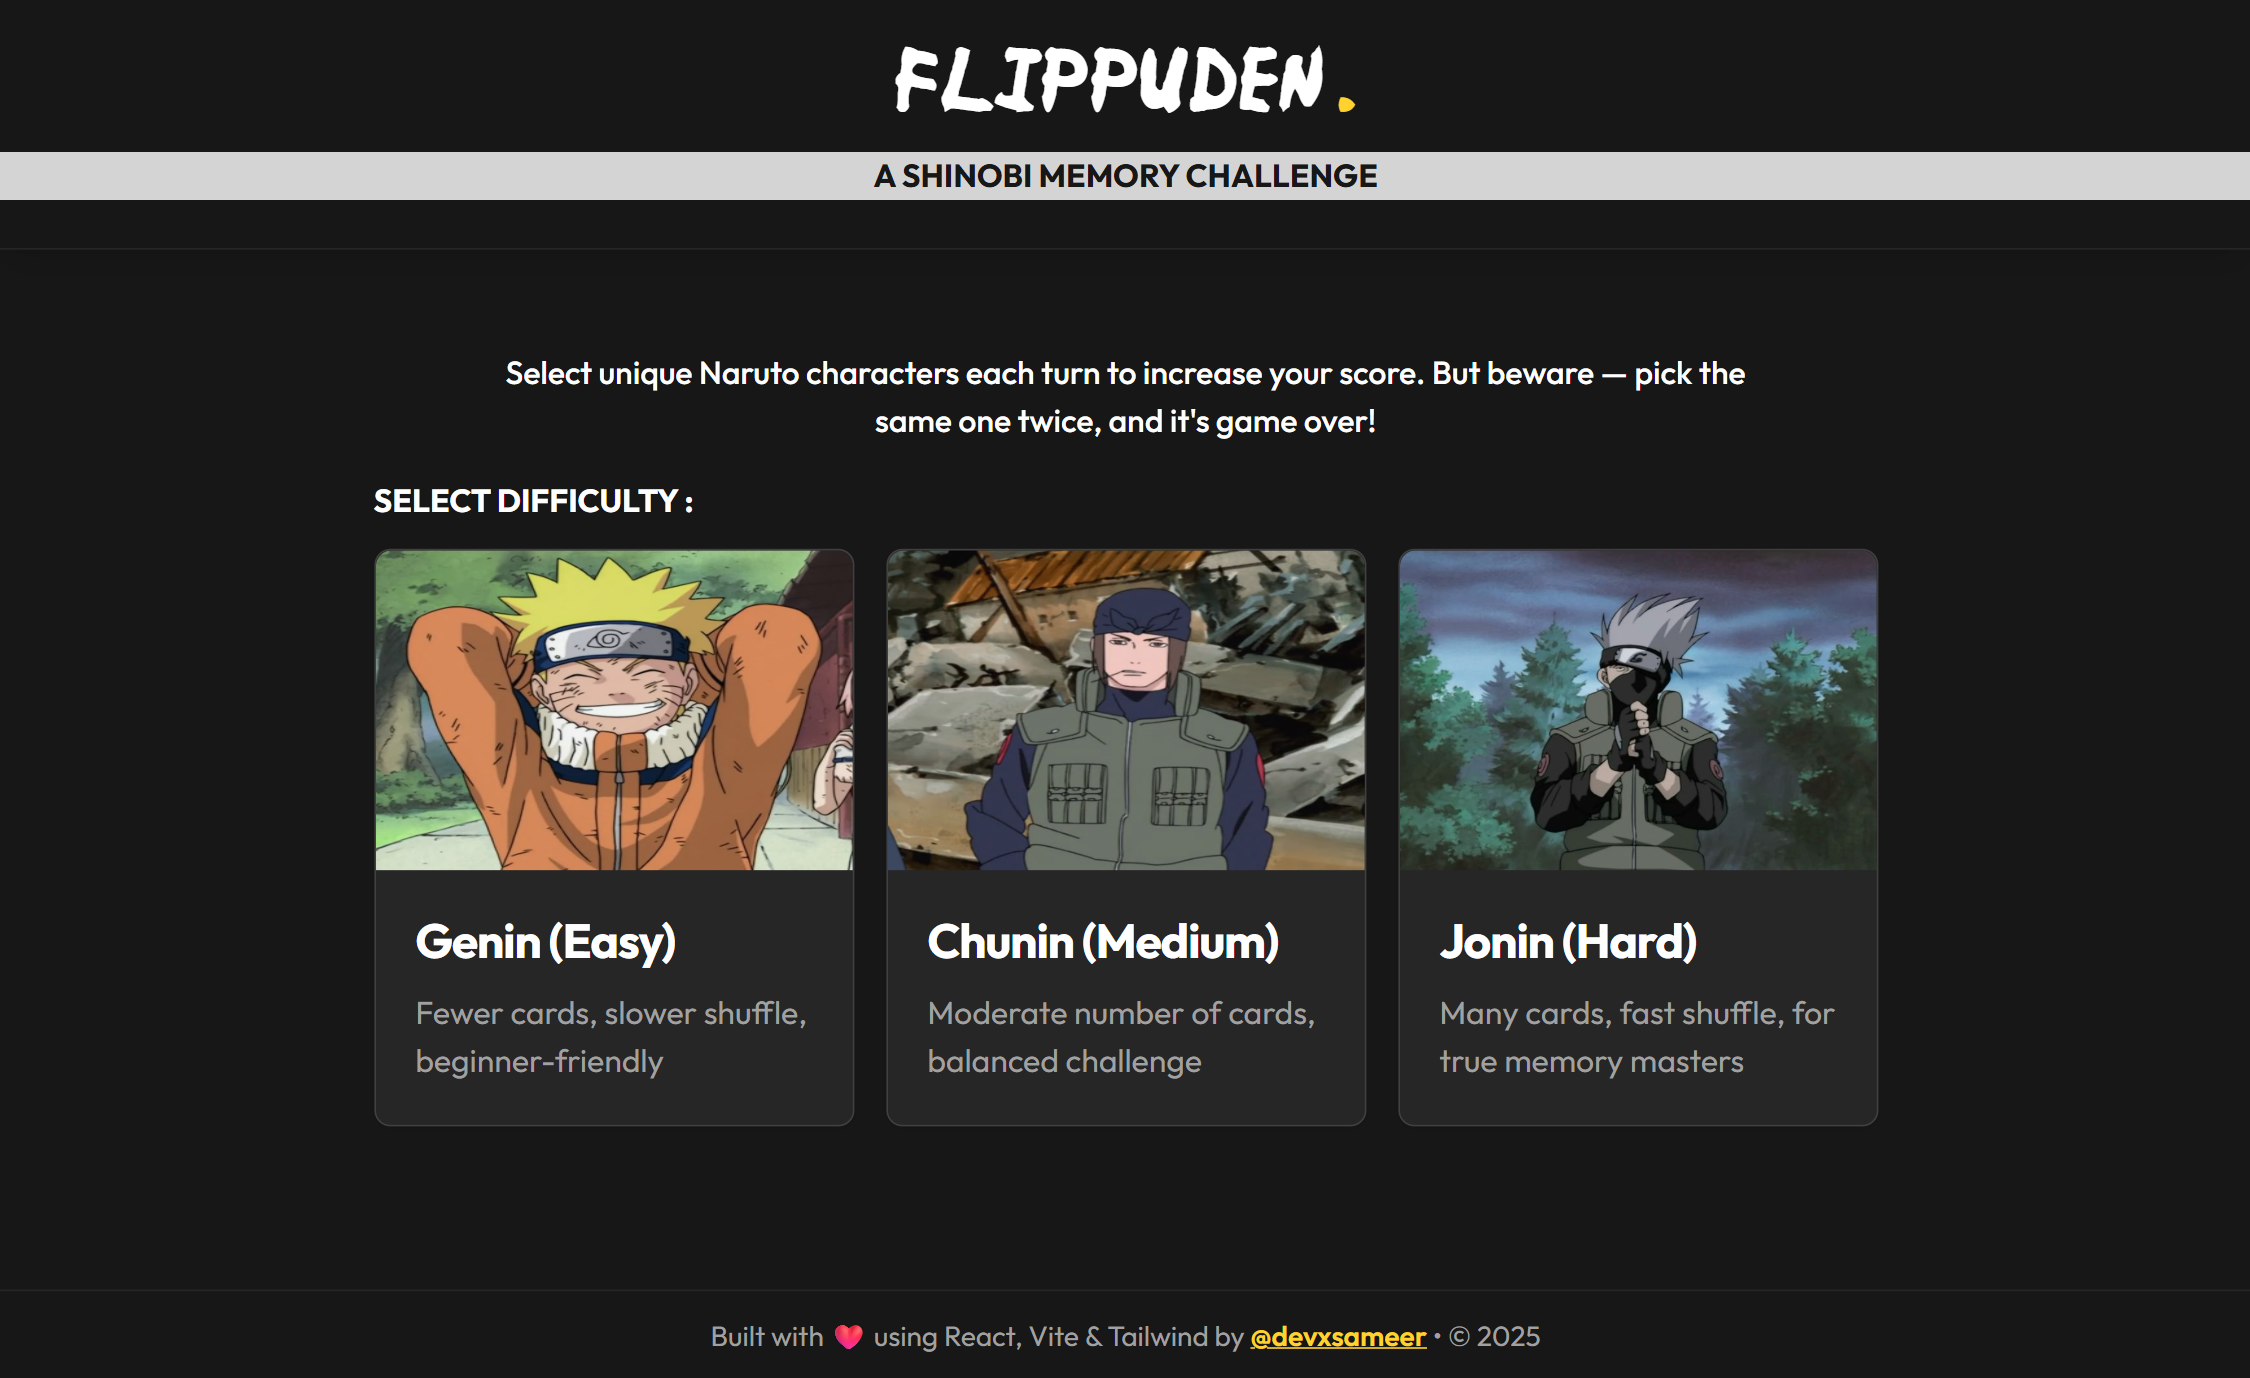 FLIPPUDEN.
A SHINOBI MEMORY CHALLENGE
Select unique Naruto characters each turn to increase your score. But beware — pick the
same one twice, and it's game over!
SELECT DIFFICULTY :
Genin (Easy)
Fewer cards, slower shuffle,
beginner-friendly
Chunin (Medium)
Moderate number of cards,
balanced challenge
Jonin (Hard)
Many cards, fast shuffle, for
true memory masters
Built with ❤️ using React, Vite & Tailwind by @devxsameer • © 2025